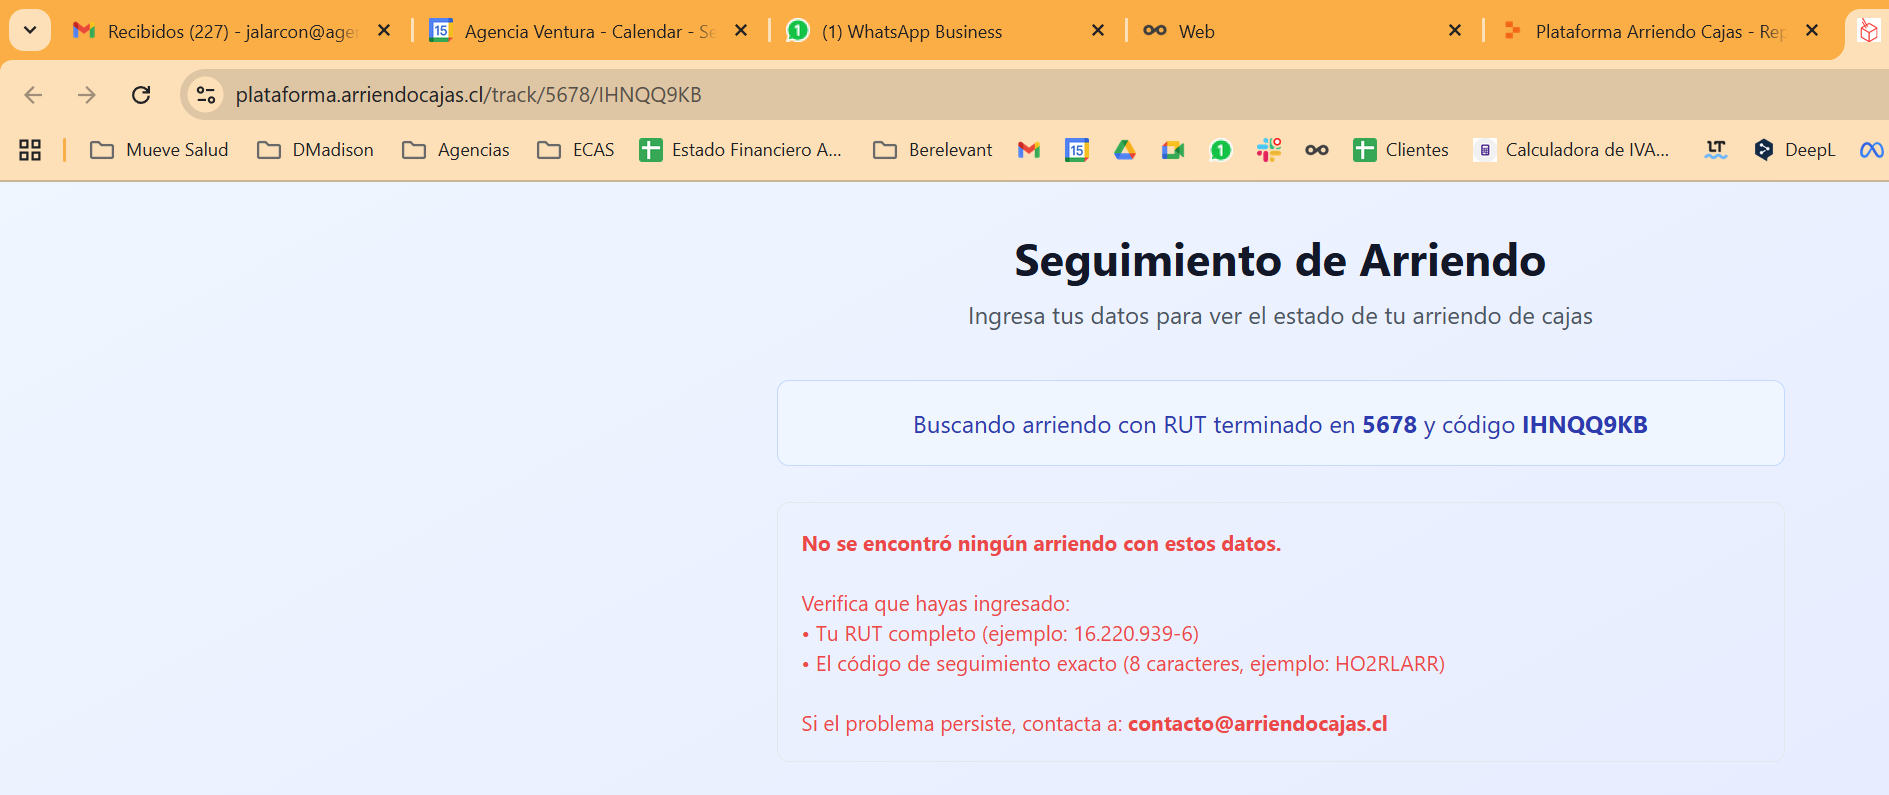 Recibidos (227) - jalarcon@agen
Agencia Ventura - Calendar - Se
(1) WhatsApp Business
Web
Plataforma Arriendo Cajas - Rep
plataforma.arriendocajas.cl/track/5678/IHNQQ9KB
Mueve Salud
DMadison
Agencias
ECAS
Estado Financiero A...
Berelevant
Clientes
Calculadora de IVA...
DeepL
Seguimiento de Arriendo
Ingresa tus datos para ver el estado de tu arriendo de cajas
Buscando arriendo con RUT terminado en 5678 y código IHNQQ9KB
No se encontró ningún arriendo con estos datos.
Verifica que hayas ingresado:
• Tu RUT completo (ejemplo: 16.220.939-6)
• El código de seguimiento exacto (8 caracteres, ejemplo: HO2RLARR)
Si el problema persiste, contacta a: contacto@arriendocajas.cl